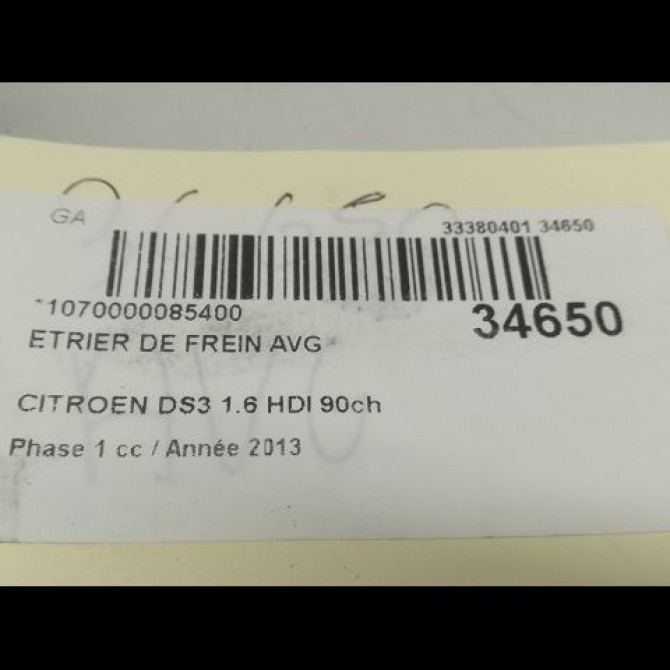 GA
33380401 34650
*1070000085400
34650
ETRIER DE FREIN AVG
CITROEN DS3 1.6 HDI 90ch
Phase 1 cc / Année 2013